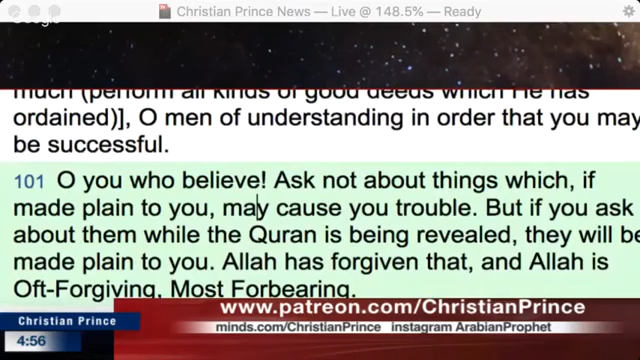 Christian Prince News — Live @ 148.5% — Ready
Google
much (perform all kinds of good deeds which He has
ordained)], O men of understanding in order that you may
be successful.
101 O you who believe! Ask not about things which, if
made plain to you, may cause you trouble. But if you ask
about them while the Quran is being revealed, they will be
made plain to you. Allah has forgiven that, and Allah is
Oft-Forgiving, Most Forbearing.
www.patreon.com/ChristianPrince
Christian Prince
minds.com/ChristianPrince instagram ArabianProphet
4:56